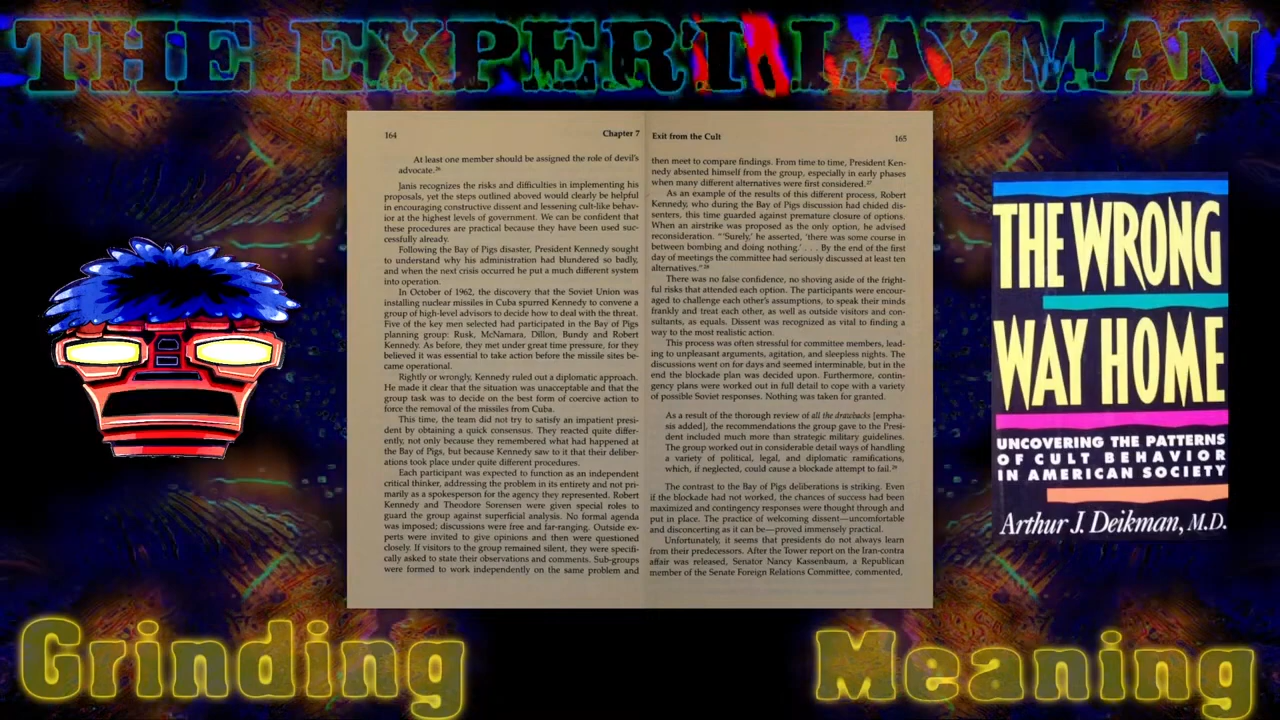 THE EXPERT LAYMAN
164
Chapter 7
At least one member should be assigned the role of devil's
advocate.²⁶
Janis recognizes the risks and difficulties in implementing his
proposals, yet the steps outlined aboved would clearly be helpful
in encouraging constructive dissent and lessening cult-like behav-
ior at the highest levels of government. We can be confident that
these procedures are practical because they have been used suc-
cessfully already.
Following the Bay of Pigs disaster, President Kennedy sought
to understand why his administration had blundered so badly,
and when the next crisis occurred he put a much different system
into operation.
In October of 1962, the discovery that the Soviet Union was
installing nuclear missiles in Cuba spurred Kennedy to convene a
group of high-level advisors to decide how to deal with the threat.
Five of the key men selected had participated in the Bay of Pigs
planning group: Rusk, McNamara, Dillon, Bundy and Robert
Kennedy. As before, they met under great time pressure, for they
believed it was essential to take action before the missile sites be-
came operational.
Rightly or wrongly, Kennedy ruled out a diplomatic approach.
He made it clear that the situation was unacceptable and that the
group task was to decide on the best form of coercive action to
force the removal of the missiles from Cuba.
This time, the team did not try to satisfy an impatient presi-
dent by obtaining a quick consensus. They reacted quite differ-
ently, not only because they remembered what had happened at
the Bay of Pigs, but because Kennedy saw to it that their deliber-
ations took place under quite different procedures.
Each participant was expected to function as an independent
critical thinker, addressing the problem in its entirety and not pri-
marily as a spokesperson for the agency they represented. Robert
Kennedy and Theodore Sorensen were given special roles to
guard the group against superficial analysis. No formal agenda
was imposed; discussions were free and far-ranging. Outside ex-
perts were invited to give opinions and then were questioned
closely. If visitors to the group remained silent, they were specifi-
cally asked to state their observations and comments. Sub-groups
were formed to work independently on the same problem and
Exit from the Cult
165
then meet to compare findings. From time to time, President Ken-
nedy absented himself from the group, especially in early phases
when many different alternatives were first considered.²⁷
As an example of the results of this different process, Robert
Kennedy, who during the Bay of Pigs discussion had chided dis-
senters, this time guarded against premature closure of options.
When an airstrike was proposed as the only option, he advised
reconsideration. "'Surely,' he asserted, 'there was some course in
between bombing and doing nothing.' . . . By the end of the first
day of meetings the committee had seriously discussed at least ten
alternatives."²⁸
There was no false confidence, no shoving aside of the fright-
ful risks that attended each option. The participants were encour-
aged to challenge each other's assumptions, to speak their minds
frankly and treat each other, as well as outside visitors and con-
sultants, as equals. Dissent was recognized as vital to finding a
way to the most realistic action.
This process was often stressful for committee members, lead-
ing to unpleasant arguments, agitation, and sleepless nights. The
discussions went on for days and seemed interminable, but in the
end the blockade plan was decided upon. Furthermore, contin-
gency plans were worked out in full detail to cope with a variety
of possible Soviet responses. Nothing was taken for granted.
As a result of the thorough review of all the drawbacks [empha-
sis added], the recommendations the group gave to the Presi-
dent included much more than strategic military guidelines.
The group worked out in considerable detail ways of handling
a variety of political, legal, and diplomatic ramifications,
which, if neglected, could cause a blockade attempt to fail.²⁹
The contrast to the Bay of Pigs deliberations is striking. Even
if the blockade had not worked, the chances of success had been
maximized and contingency responses were thought through and
put in place. The practice of welcoming dissent—uncomfortable
and disconcerting as it can be—proved immensely practical.
Unfortunately, it seems that presidents do not always learn
from their predecessors. After the Tower report on the Iran-contra
affair was released, Senator Nancy Kassenbaum, a Republican
member of the Senate Foreign Relations Committee, commented,
THE WRONG
WAY HOME
UNCOVERING THE PATTERNS
OF CULT BEHAVIOR
IN AMERICAN SOCIETY
Arthur J. Deikman, M.D.
Grinding
Meaning